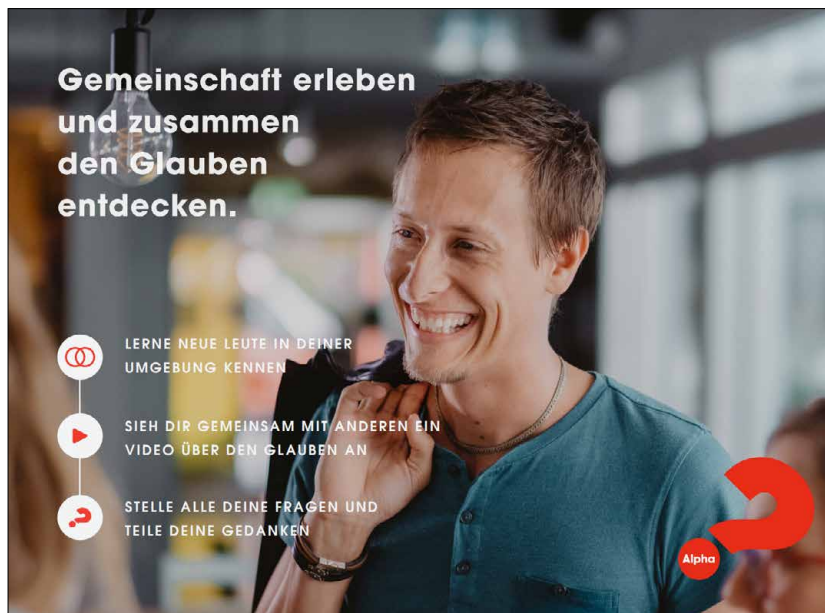 Gemeinschaft erleben
und zusammen
den Glauben
entdecken.
LERNE NEUE LEUTE IN DEINER
UMGEBUNG KENNEN
SIEH DIR GEMEINSAM MIT ANDEREN EIN
VIDEO ÜBER DEN GLAUBEN AN
STELLE ALLE DEINE FRAGEN UND
TEILE DEINE GEDANKEN
Alpha